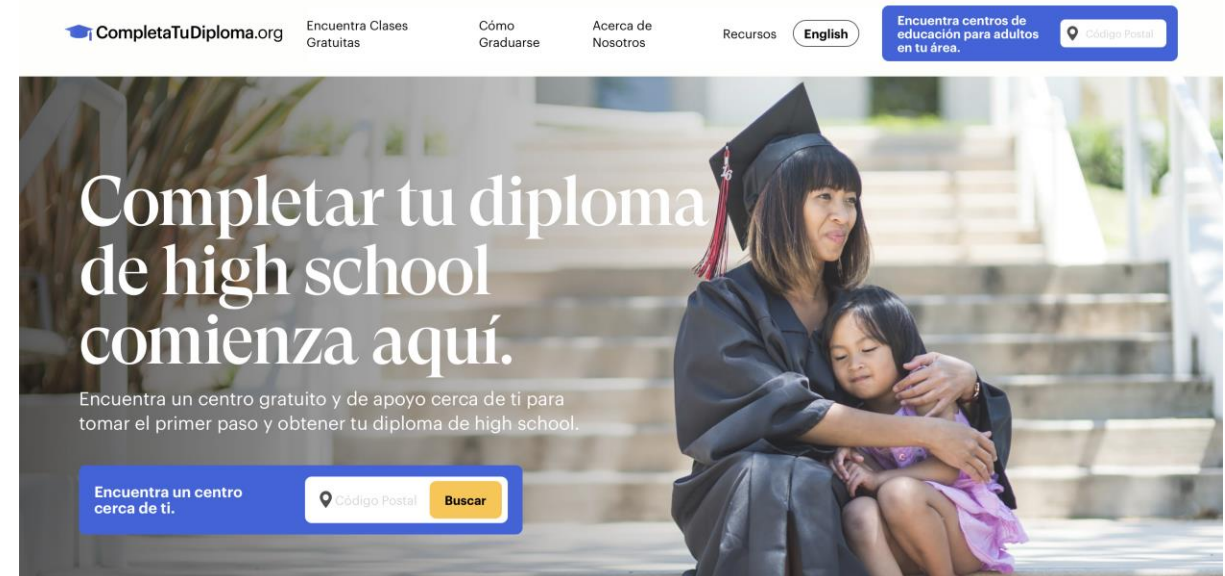 CompletaTuDiploma.org
Encuentra Clases
Gratuitas
Cómo
Graduarse
Acerca de
Nosotros
Recursos
English
Encuentra centros de
educación para adultos
en tu área.
Código Postal
Completar tu diploma
de high school
comienza aquí.
Encuentra un centro gratuito y de apoyo cerca de ti para
tomar el primer paso y obtener tu diploma de high school.
Encuentra un centro
cerca de ti.
Código Postal
Buscar
16